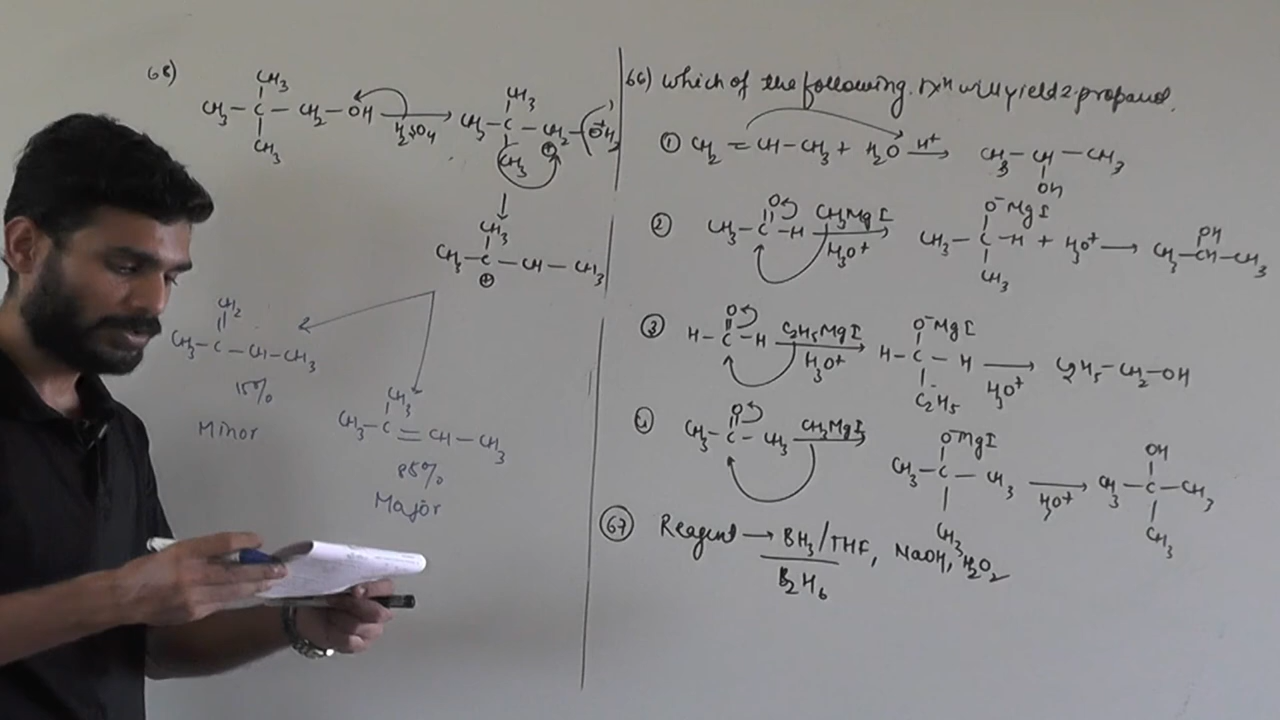 68)
CH3
CH3 – C – CH2 – OH
H2SO4
CH3
CH3
CH3 – C – CH2 – OH2
⊕
CH3
↓
CH3
CH3 – C – CH – CH3
⊕
CH2
CH3 – C – CH – CH3
15%
Minor
CH3
CH3 – C = CH – CH3
85%
Major
66) which of the following rxn will yield 2-propanol.
① CH2 = CH – CH3 + H2O H+ → CH3 – CH – CH3
OH
②
O
CH3 – C – H CH3MgI
H3O+
O⁻MgI
CH3 – C – H + H3O+ →
CH3
OH
CH3 – CH – CH3
③
O
H – C – H C2H5MgI
H3O+
O⁻MgI
H – C – H
C2H5
→
H3O+
C2H5 – CH2 – OH
④
O
CH3 – C – CH3 CH3MgI
O⁻MgI
CH3 – C – CH3
CH3
→
H3O+
OH
CH3 – C – CH3
CH3
67) Reagent → BH3/THF, NaOH, H2O2
B2H6